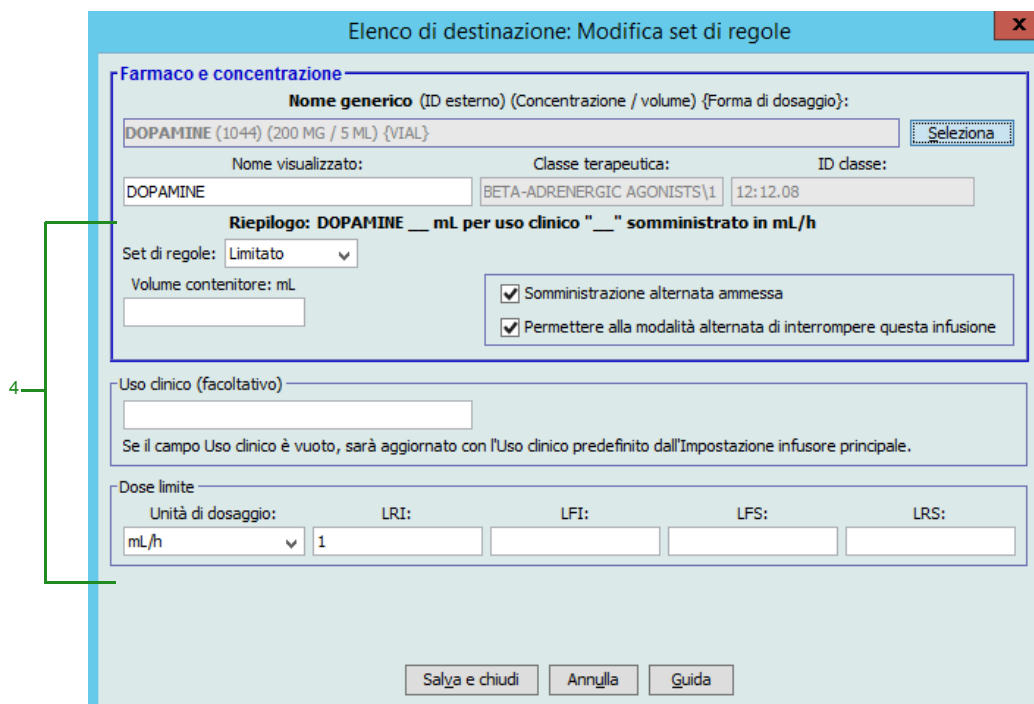 Elenco di destinazione: Modifica set di regole
x
Farmaco e concentrazione
Nome generico (ID esterno) (Concentrazione / volume) {Forma di dosaggio}:
DOPAMINE (1044) (200 MG / 5 ML) {VIAL}
Seleziona
Nome visualizzato: Classe terapeutica: ID classe:
DOPAMINE BETA-ADRENERGIC AGONISTS\1 12:12.08
Riepilogo: DOPAMINE __ mL per uso clinico "__" somministrato in mL/h
Set di regole: Limitato
Volume contenitore: mL
Somministrazione alternata ammessa
Permettere alla modalità alternata di interrompere questa infusione
4
Uso clinico (facoltativo)
Se il campo Uso clinico è vuoto, sarà aggiornato con l'Uso clinico predefinito dall'Impostazione infusore principale.
Dose limite
Unità di dosaggio: LRI: LFI: LFS: LRS:
mL/h 1
Salva e chiudi Annulla Guida